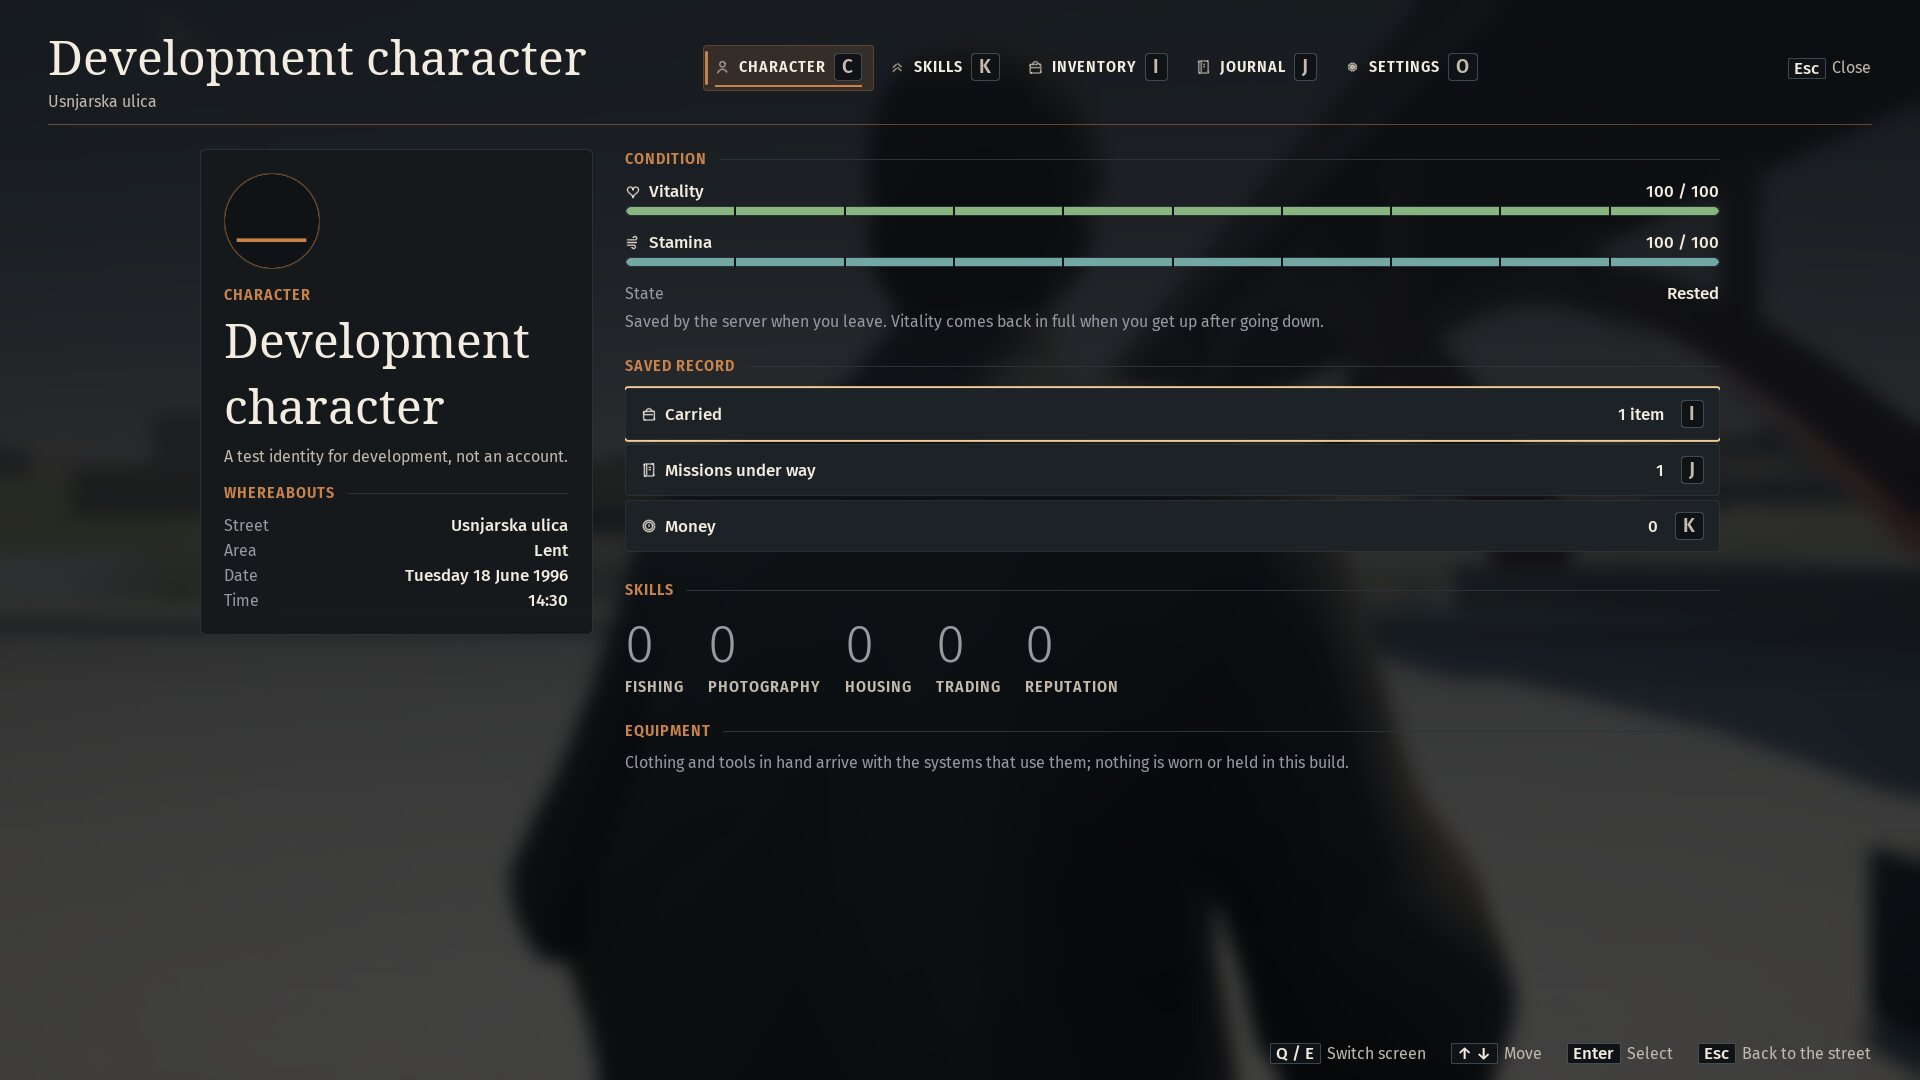 Development character
Usnjarska ulica
CHARACTER C
SKILLS K
INVENTORY I
JOURNAL J
SETTINGS O
Esc Close
CHARACTER
Development
character
A test identity for development, not an account.
WHEREABOUTS
Street Usnjarska ulica
Area Lent
Date Tuesday 18 June 1996
Time 14:30
CONDITION
Vitality 100 / 100
Stamina 100 / 100
State Rested
Saved by the server when you leave. Vitality comes back in full when you get up after going down.
SAVED RECORD
Carried 1 item I
Missions under way 1 J
Money 0 K
SKILLS
0 0 0 0 0
FISHING PHOTOGRAPHY HOUSING TRADING REPUTATION
EQUIPMENT
Clothing and tools in hand arrive with the systems that use them; nothing is worn or held in this build.
Q / E Switch screen ↑ ↓ Move Enter Select Esc Back to the street